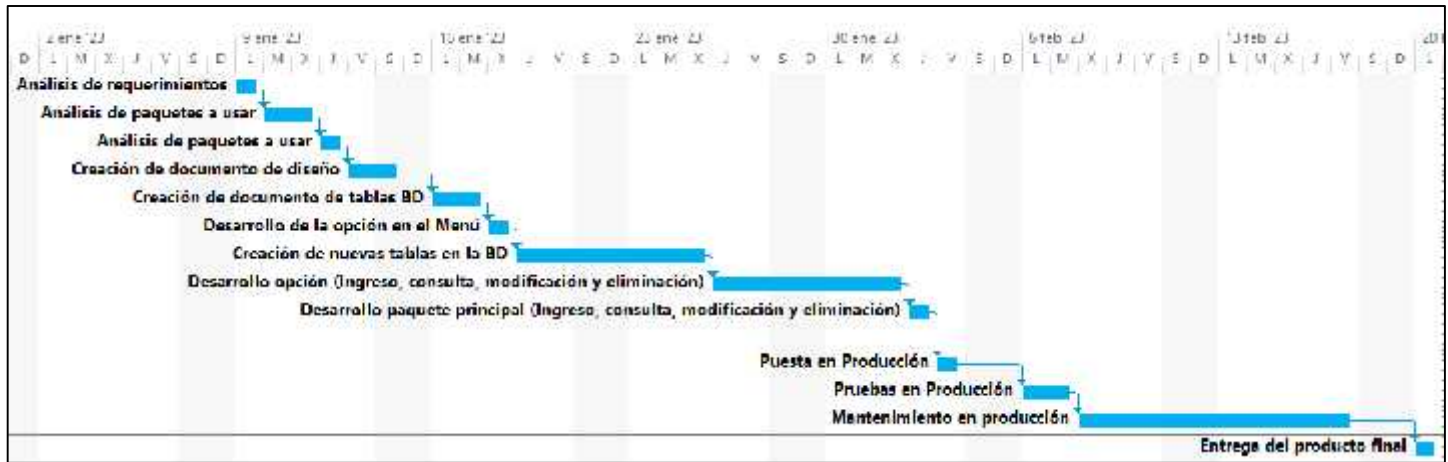 2 ene '23 9 ene '23 16 ene '23 23 ene '23 30 ene '23 6 feb '23 13 feb '23 20
D L M X J V S D L M X J V S D L M X J V S D L M X J V S D L M X J V S D L M X J V S D L M X J V S D L
Análisis de requerimientos
Análisis de paquetes a usar
Análisis de paquetes a usar
Creación de documento de diseño
Creación de documento de tablas BD
Desarrollo de la opción en el Menú
Creación de nuevas tablas en la BD
Desarrollo opción (Ingreso, consulta, modificación y eliminación)
Desarrollo paquete principal (Ingreso, consulta, modificación y eliminación)
Puesta en Producción
Pruebas en Producción
Mantenimiento en producción
Entrega del producto final